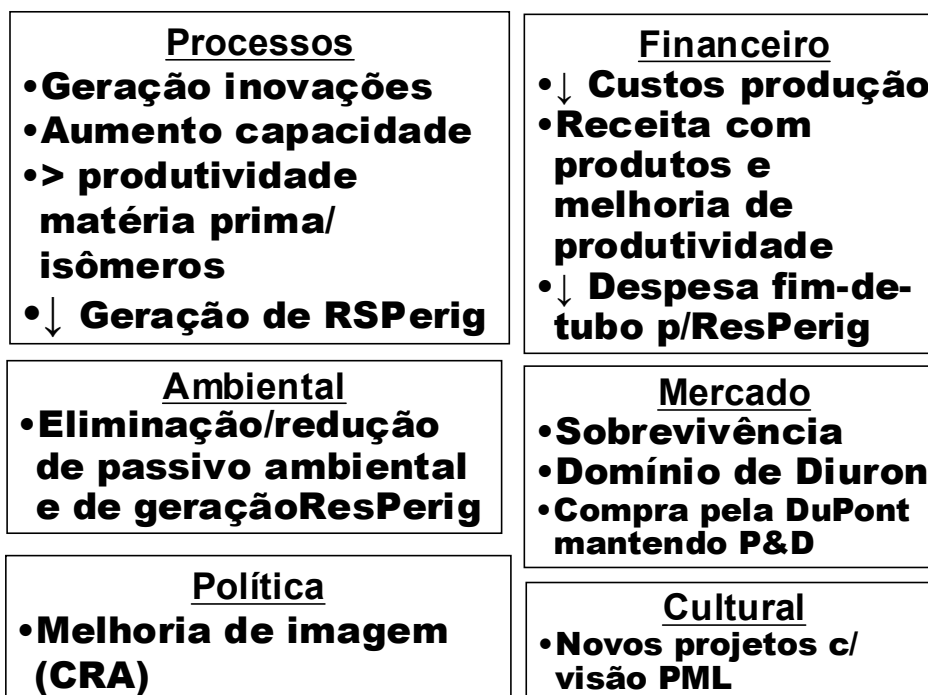 Processos
•Geração inovações
•Aumento capacidade
•> produtividade
matéria prima/
isômeros
•↓ Geração de RSPerig
Financeiro
•↓ Custos produção
•Receita com
produtos e
melhoria de
produtividade
•↓ Despesa fim-de-
tubo p/ResPerig
Ambiental
•Eliminação/redução
de passivo ambiental
e de geraçãoResPerig
Mercado
•Sobrevivência
•Domínio de Diuron
•Compra pela DuPont
mantendo P&D
Política
•Melhoria de imagem
(CRA)
Cultural
•Novos projetos c/
visão PML